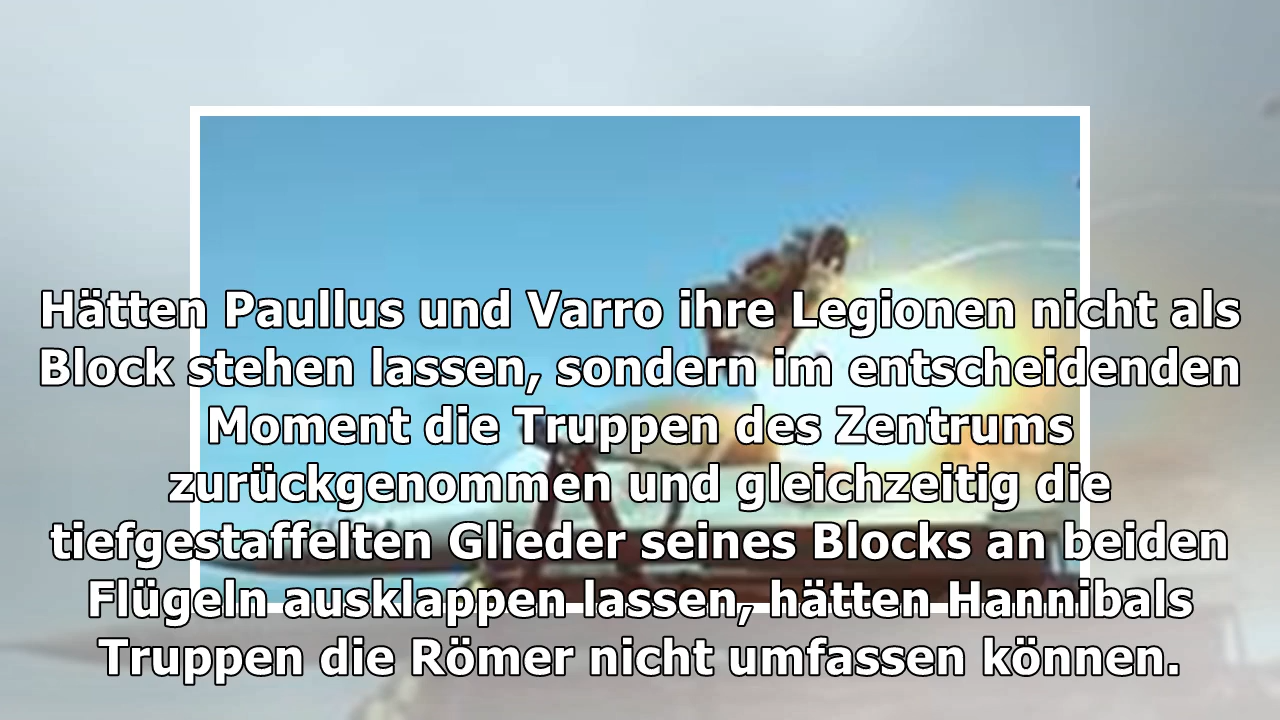 Hätten Paullus und Varro ihre Legionen nicht als
Block stehen lassen, sondern im entscheidenden
Moment die Truppen des Zentrums
zurückgenommen und gleichzeitig die
tiefgestaffelten Glieder seines Blocks an beiden
Flügeln ausklappen lassen, hätten Hannibals
Truppen die Römer nicht umfassen können.